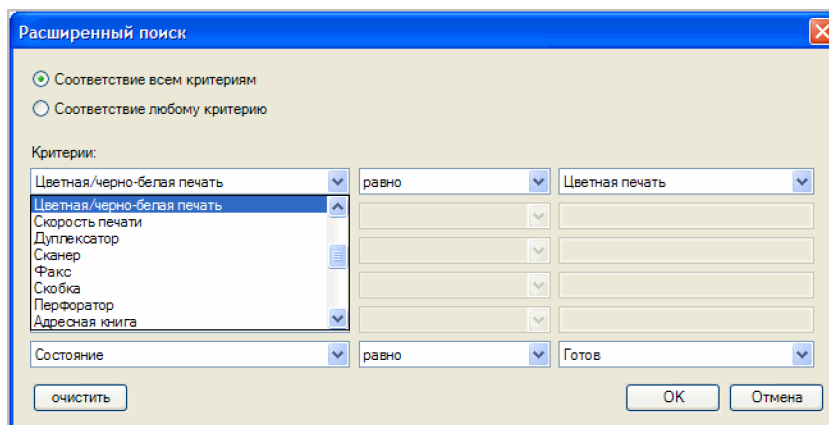 Расширенный поиск
Соответствие всем критериям
Соответствие любому критерию
Критерии:
Цветная/черно-белая печать равно Цветная печать
Цветная/черно-белая печать
Скорость печати
Дуплексатор
Сканер
Факс
Скобка
Перфоратор
Адресная книга
Состояние равно Готов
очистить OK Отмена